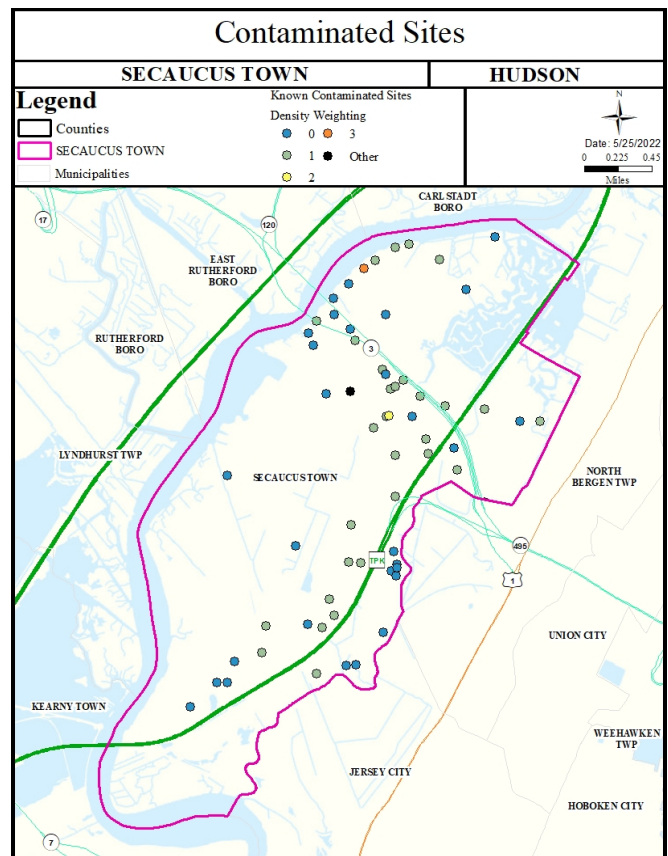 Contaminated Sites
SECAUCUS TOWN
HUDSON
Legend
Counties
SECAUCUS TOWN
Municipalities
Known Contaminated Sites
Density Weighting
0
3
1
Other
2
N
Date: 5/25/2022
0 0.225 0.45
Miles
CARLSTADT
BORO
17
120
EAST
RUTHERFORD
BORO
RUTHERFORD
BORO
3
LYNDHURST TWP
SECAUCUS TOWN
NORTH
BERGEN TWP
495
TPK
1
UNION CITY
KEARNY TOWN
WEEHAWKEN
TWP
JERSEY CITY
HOBOKEN CITY
7